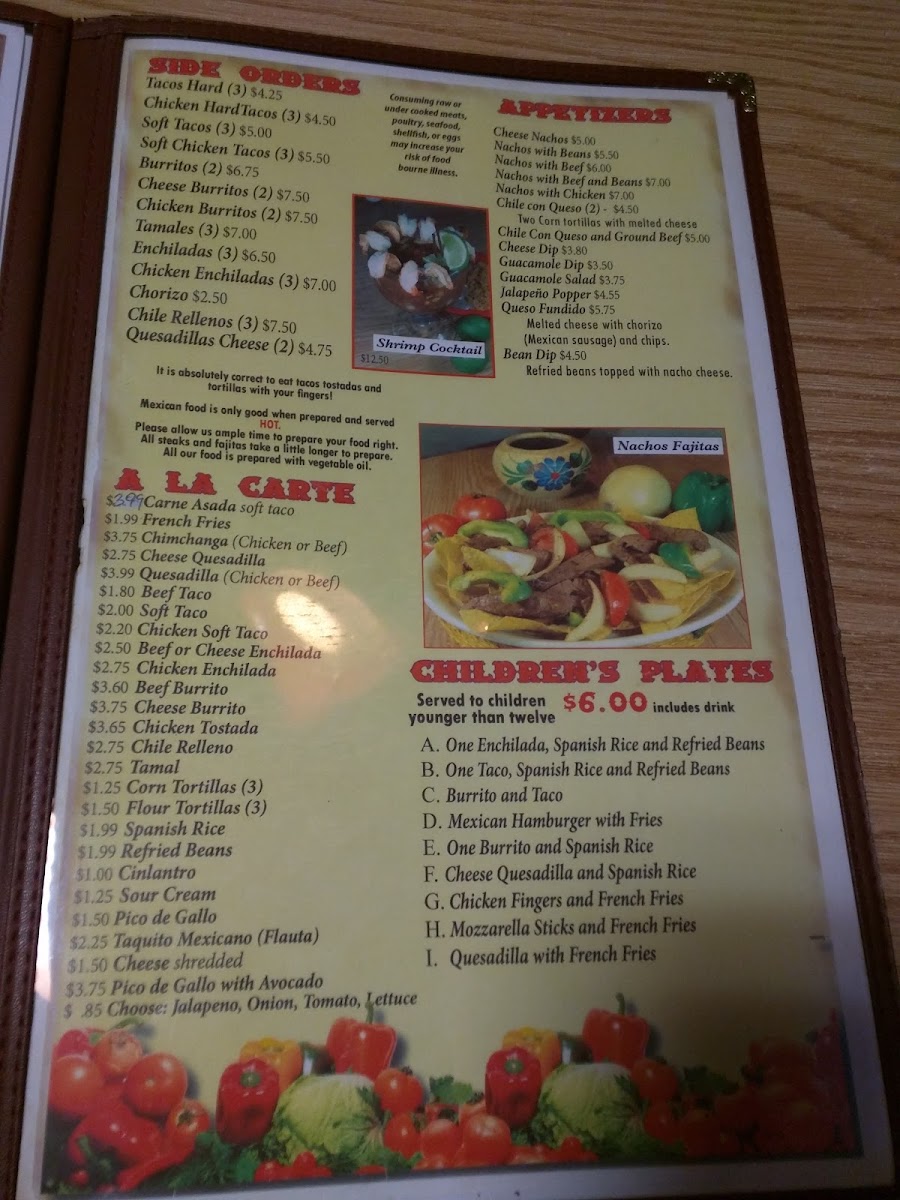 SIDE ORDERS
Tacos Hard (3) $4.25
Chicken HardTacos (3) $4.50
Soft Tacos (3) $5.00
Soft Chicken Tacos (3) $5.50
Burritos (2) $6.75
Cheese Burritos (2) $7.50
Chicken Burritos (2) $7.50
Tamales (3) $7.00
Enchiladas (3) $6.50
Chicken Enchiladas (3) $7.00
Chorizo $2.50
Chile Rellenos (3) $7.50
Quesadillas Cheese (2) $4.75
Consuming raw or
under cooked meats,
poultry, seafood,
shellfish, or eggs
may increase your
risk of food
bourne illness.
Shrimp Cocktail
$12.50
It is absolutely correct to eat tacos tostadas and
tortillas with your fingers!
Mexican food is only good when prepared and served
HOT.
Please allow us ample time to prepare your food right.
All steaks and fajitas take a little longer to prepare.
All our food is prepared with vegetable oil.
A LA CARTE
$3.99 Carne Asada soft taco
$1.99 French Fries
$3.75 Chimchanga (Chicken or Beef)
$2.75 Cheese Quesadilla
$3.99 Quesadilla (Chicken or Beef)
$1.80 Beef Taco
$2.00 Soft Taco
$2.20 Chicken Soft Taco
$2.50 Beef or Cheese Enchilada
$2.75 Chicken Enchilada
$3.60 Beef Burrito
$3.75 Cheese Burrito
$3.65 Chicken Tostada
$2.75 Chile Relleno
$2.75 Tamal
$1.25 Corn Tortillas (3)
$1.50 Flour Tortillas (3)
$1.99 Spanish Rice
$1.99 Refried Beans
$1.00 Cinlantro
$1.25 Sour Cream
$1.50 Pico de Gallo
$2.25 Taquito Mexicano (Flauta)
$1.50 Cheese shredded
$3.75 Pico de Gallo with Avocado
$ .85 Choose: Jalapeno, Onion, Tomato, Lettuce
APPETIZERS
Cheese Nachos $5.00
Nachos with Beans $5.50
Nachos with Beef $6.00
Nachos with Beef and Beans $7.00
Nachos with Chicken $7.00
Chile con Queso (2) - $4.50
Two Corn tortillas with melted cheese
Chile Con Queso and Ground Beef $5.00
Cheese Dip $3.80
Guacamole Dip $3.50
Guacamole Salad $3.75
Jalapeño Popper $4.55
Queso Fundido $5.75
Melted cheese with chorizo
(Mexican sausage) and chips.
Bean Dip $4.50
Refried beans topped with nacho cheese.
Nachos Fajitas
CHILDREN'S PLATES
Served to children
younger than twelve $6.00 includes drink
A. One Enchilada, Spanish Rice and Refried Beans
B. One Taco, Spanish Rice and Refried Beans
C. Burrito and Taco
D. Mexican Hamburger with Fries
E. One Burrito and Spanish Rice
F. Cheese Quesadilla and Spanish Rice
G. Chicken Fingers and French Fries
H. Mozzarella Sticks and French Fries
I. Quesadilla with French Fries